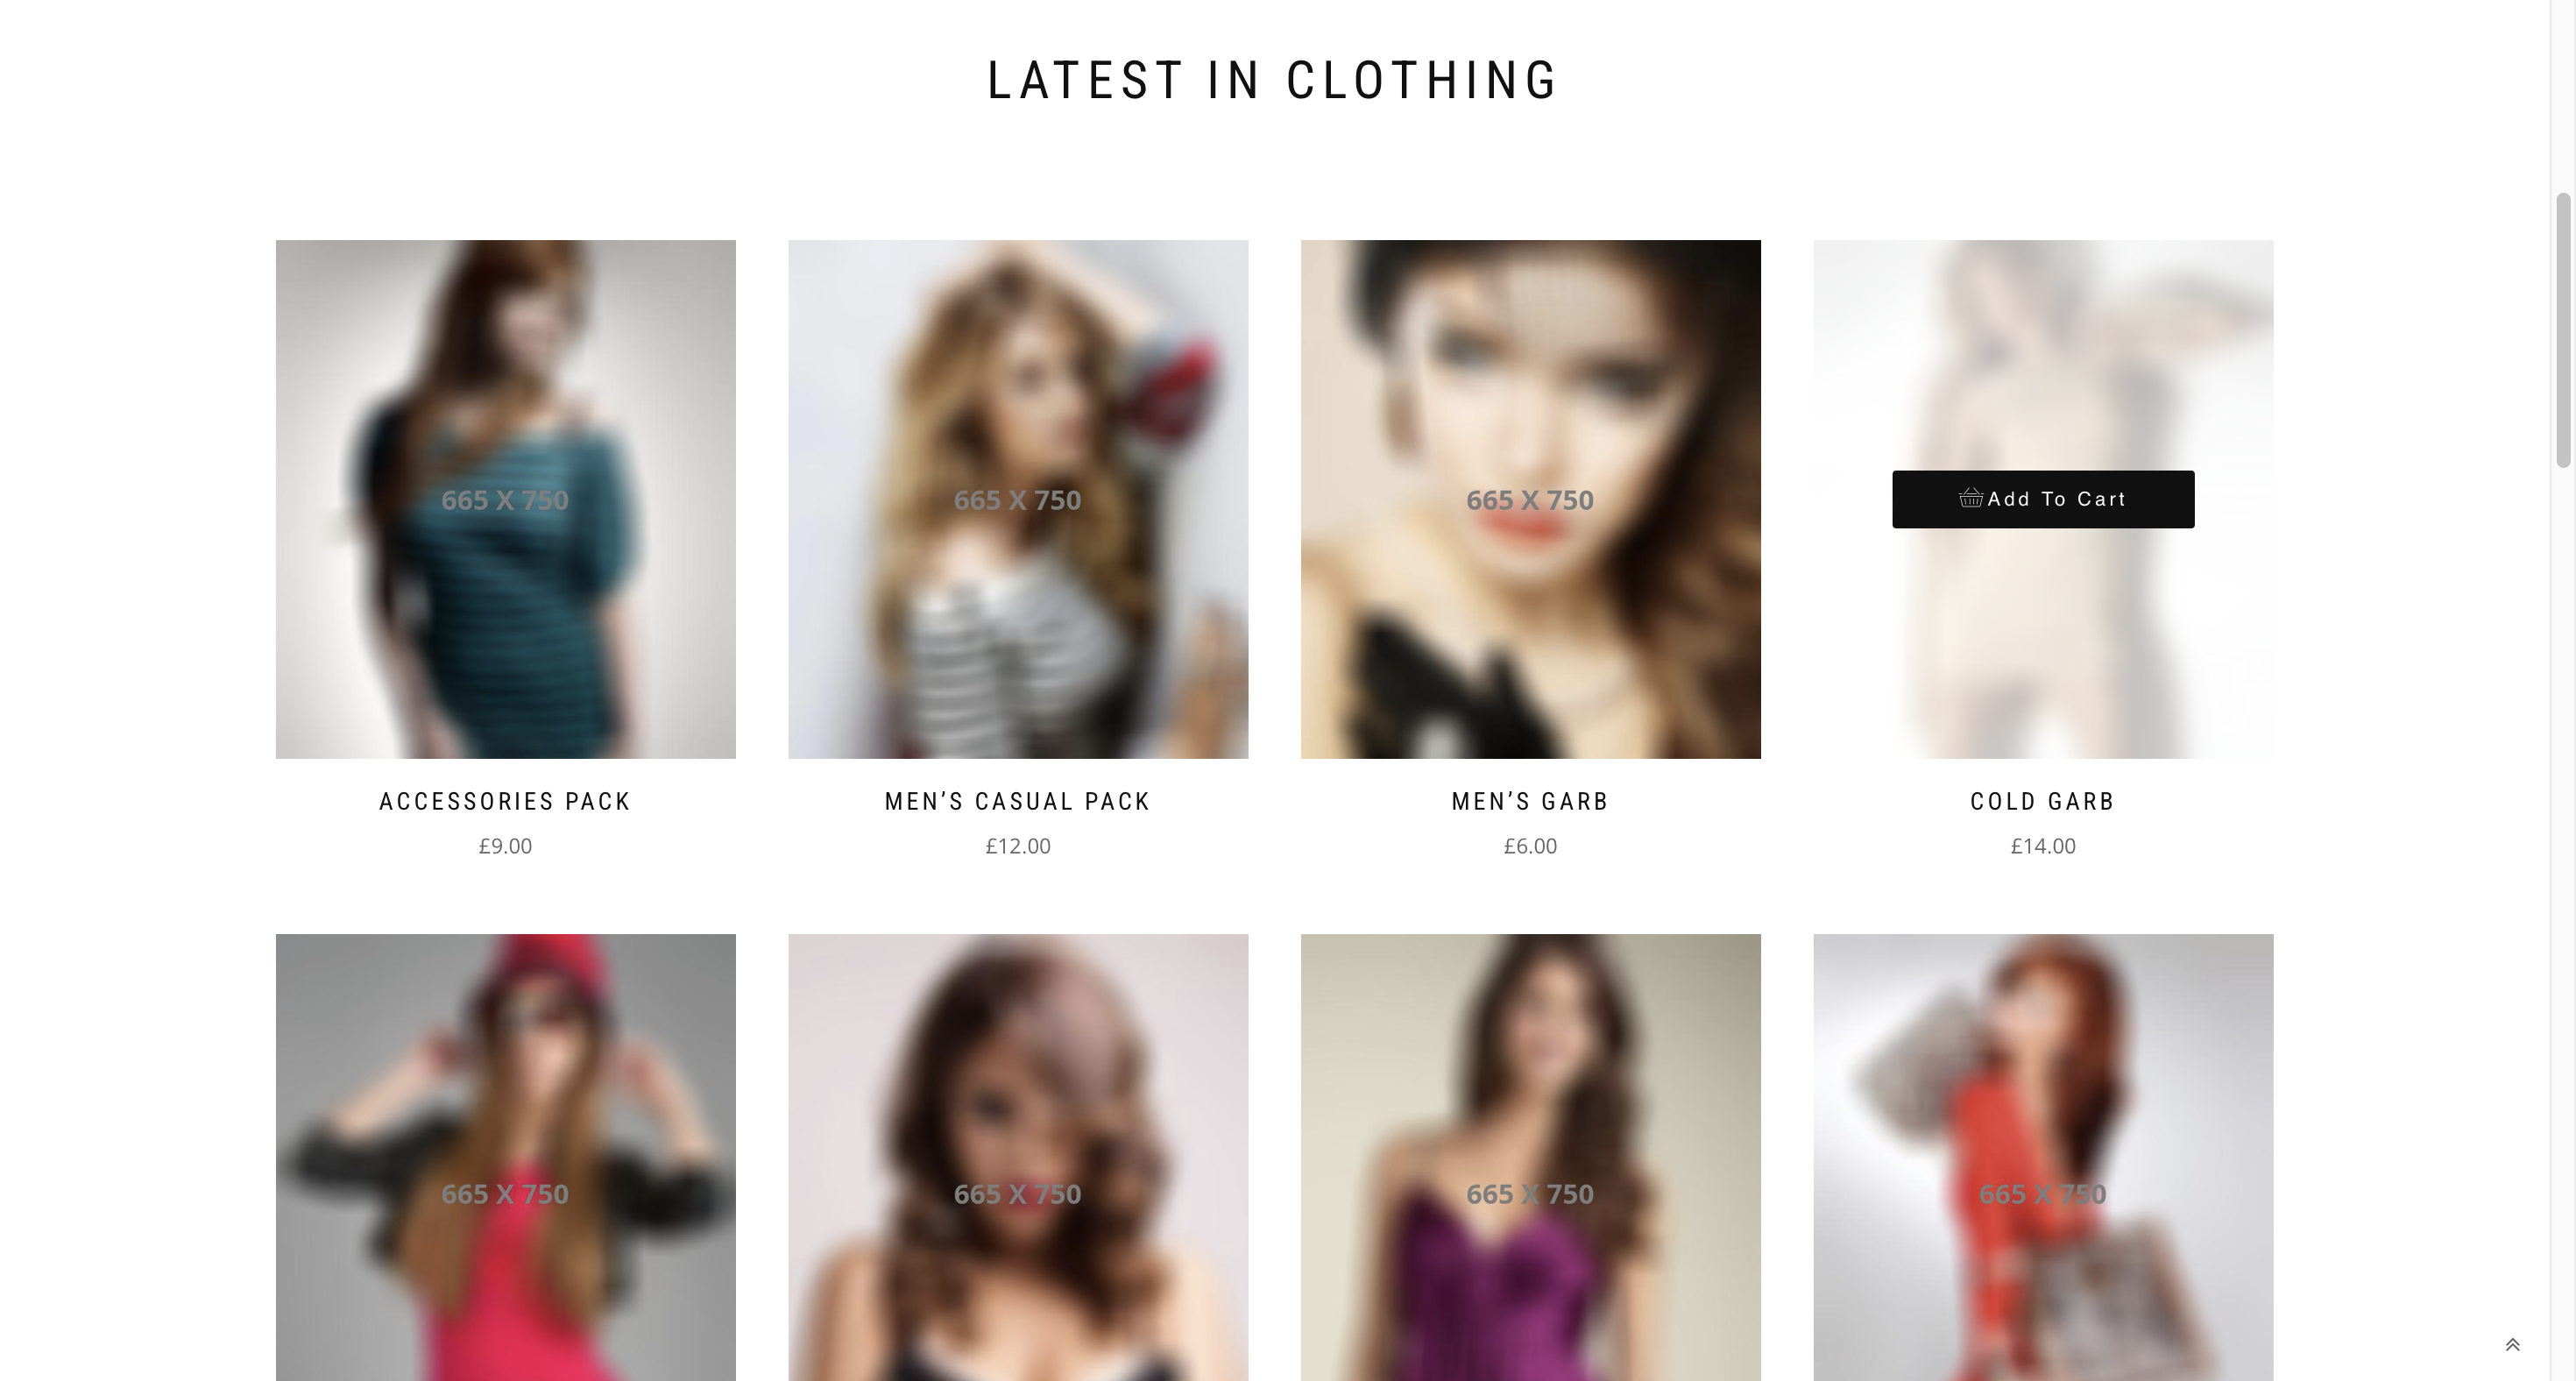 LATEST IN CLOTHING
665 X 750
665 X 750
665 X 750
Add To Cart
ACCESSORIES PACK
MEN’S CASUAL PACK
MEN’S GARB
COLD GARB
£9.00
£12.00
£6.00
£14.00
665 X 750
665 X 750
665 X 750
665 X 750